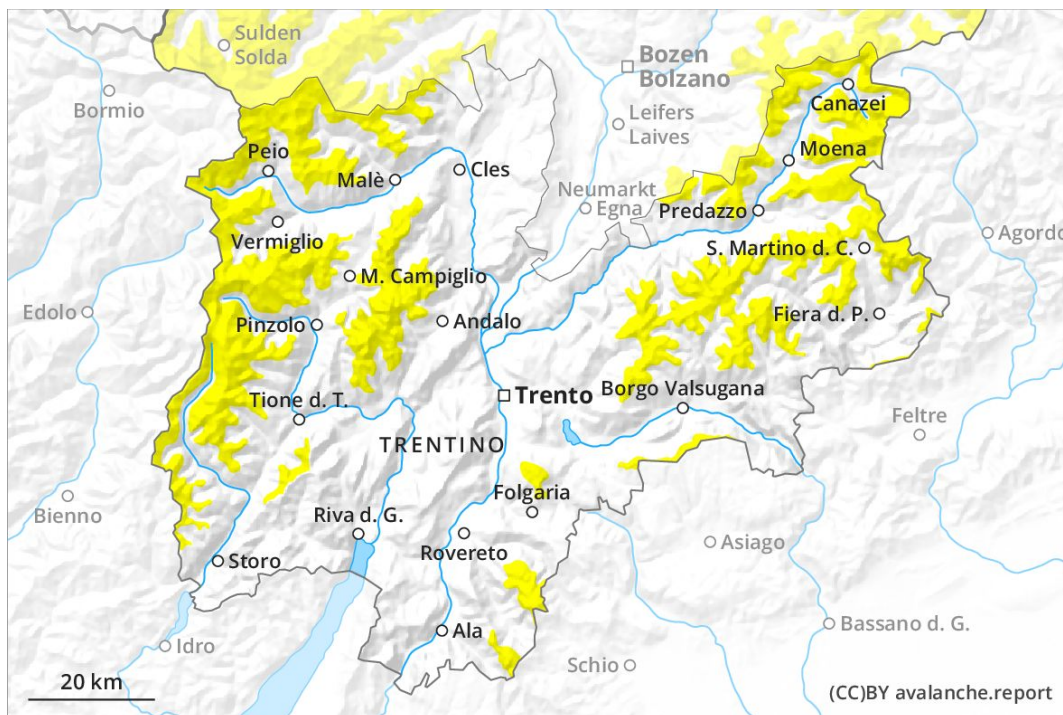 Sulden
Solda
Bozen
Bolzano
Bormio
Canazei
Leifers
Laives
Peio
Moena
Malè
Cles
Neumarkt
Egna
Predazzo
Vermiglio
Agordo
S. Martino d. C.
M. Campiglio
Edolo
Pinzolo
Andalo
Fiera d. P.
Trento
Borgo Valsugana
Tione d. T.
Feltre
TRENTINO
Bienno
Folgaria
Riva d. G.
Rovereto
Asiago
Storo
Ala
Bassano d. G.
Idro
Schio
20 km
(CC)BY avalanche.report